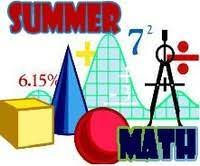 SUMMER
7²
6.15%
MATH